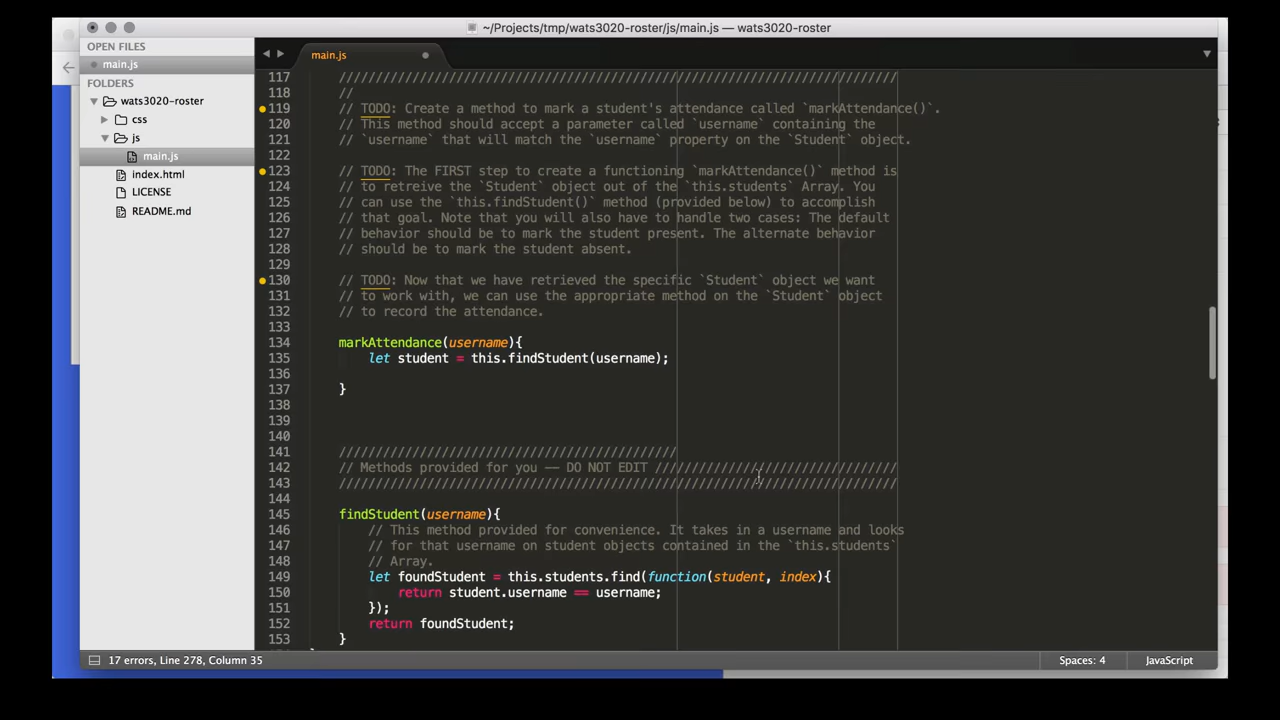 ~/Projects/tmp/wats3020-roster/js/main.js — wats3020-roster
OPEN FILES
main.js
FOLDERS
wats3020-roster
css
js
main.js
index.html
LICENSE
README.md
main.js
117 ////////////////////////////////////////////////////////////////////////////
118 //
119 // TODO: Create a method to mark a student's attendance called `markAttendance()`.
120 // This method should accept a parameter called `username` containing the
121 // `username` that will match the `username` property on the `Student` object.
122
123 // TODO: The FIRST step to create a functioning `markAttendance()` method is
124 // to retreive the `Student` object out of the `this.students` Array. You
125 // can use the `this.findStudent()` method (provided below) to accomplish
126 // that goal. Note that you will also have to handle two cases: The default
127 // behavior should be to mark the student present. The alternate behavior
128 // should be to mark the student absent.
129
130 // TODO: Now that we have retrieved the specific `Student` object we want
131 // to work with, we can use the appropriate method on the `Student` object
132 // to record the attendance.
133
134 markAttendance(username){
135 let student = this.findStudent(username);
136
137 }
138
139
140
141 //////////////////////////////////////////////
142 // Methods provided for you -- DO NOT EDIT /////////////////////////////////
143 ////////////////////////////////////////////////////////////////////////////
144
145 findStudent(username){
146 // This method provided for convenience. It takes in a username and looks
147 // for that username on student objects contained in the `this.students`
148 // Array.
149 let foundStudent = this.students.find(function(student, index){
150 return student.username == username;
151 });
152 return foundStudent;
153 }
17 errors, Line 278, Column 35
Spaces: 4
JavaScript